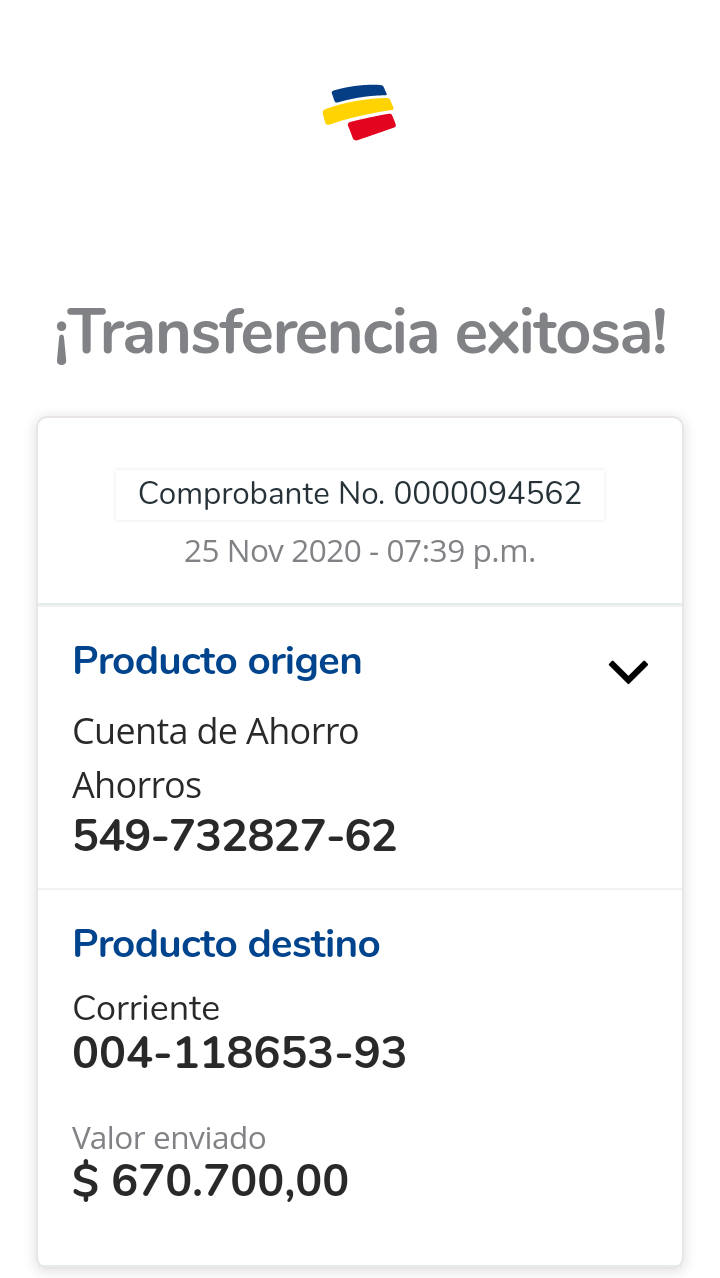 ¡Transferencia exitosa!
Comprobante No. 0000094562
25 Nov 2020 - 07:39 p.m.
Producto origen
Cuenta de Ahorro
Ahorros
549-732827-62
Producto destino
Corriente
004-118653-93
Valor enviado
$ 670.700,00